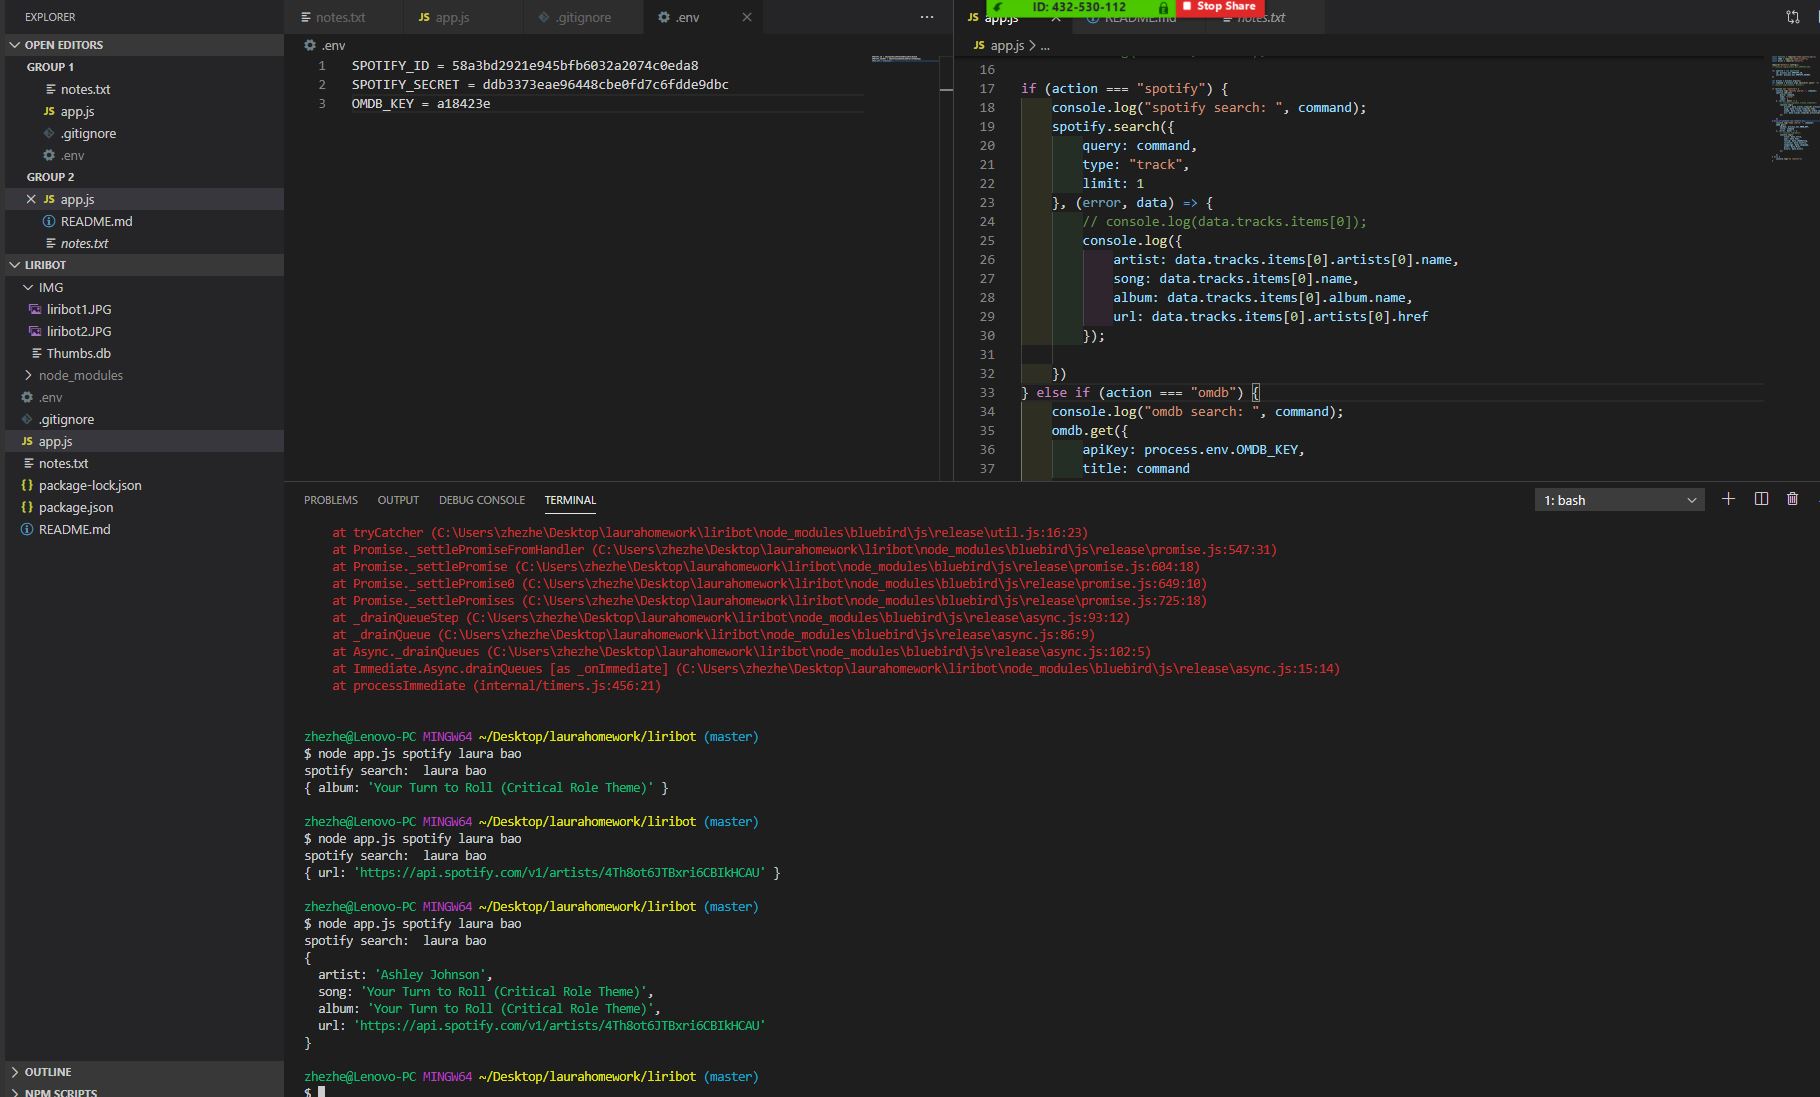 EXPLORER
OPEN EDITORS
GROUP 1
notes.txt
JS app.js
.gitignore
.env
GROUP 2
JS app.js
README.md
notes.txt
LIRIBOT
IMG
liribot1.JPG
liribot2.JPG
Thumbs.db
node_modules
.env
.gitignore
JS app.js
notes.txt
{} package-lock.json
{} package.json
README.md
OUTLINE
NPM SCRIPTS
notes.txt JS app.js .gitignore .env
.env
1 SPOTIFY_ID = 58a3bd2921e945bfb6032a2074c0eda8
2 SPOTIFY_SECRET = ddb3373eae96448cbe0fd7c6fdde9dbc
3 OMDB_KEY = a18423e
ID: 432-530-112 Stop Share
JS app.js README.md notes.txt
JS app.js > ...
16
17 if (action === "spotify") {
18 console.log("spotify search: ", command);
19 spotify.search({
20 query: command,
21 type: "track",
22 limit: 1
23 }, (error, data) => {
24 // console.log(data.tracks.items[0]);
25 console.log({
26 artist: data.tracks.items[0].artists[0].name,
27 song: data.tracks.items[0].name,
28 album: data.tracks.items[0].album.name,
29 url: data.tracks.items[0].artists[0].href
30 });
31
32 })
33 } else if (action === "omdb") {
34 console.log("omdb search: ", command);
35 omdb.get({
36 apiKey: process.env.OMDB_KEY,
37 title: command
PROBLEMS OUTPUT DEBUG CONSOLE TERMINAL 1: bash
at tryCatcher (C:\Users\zhezhe\Desktop\laurahomework\liribot\node_modules\bluebird\js\release\util.js:16:23)
at Promise._settlePromiseFromHandler (C:\Users\zhezhe\Desktop\laurahomework\liribot\node_modules\bluebird\js\release\promise.js:547:31)
at Promise._settlePromise (C:\Users\zhezhe\Desktop\laurahomework\liribot\node_modules\bluebird\js\release\promise.js:604:18)
at Promise._settlePromise0 (C:\Users\zhezhe\Desktop\laurahomework\liribot\node_modules\bluebird\js\release\promise.js:649:10)
at Promise._settlePromises (C:\Users\zhezhe\Desktop\laurahomework\liribot\node_modules\bluebird\js\release\promise.js:725:18)
at _drainQueueStep (C:\Users\zhezhe\Desktop\laurahomework\liribot\node_modules\bluebird\js\release\async.js:93:12)
at _drainQueue (C:\Users\zhezhe\Desktop\laurahomework\liribot\node_modules\bluebird\js\release\async.js:86:9)
at Async._drainQueues (C:\Users\zhezhe\Desktop\laurahomework\liribot\node_modules\bluebird\js\release\async.js:102:5)
at Immediate.Async.drainQueues [as _onImmediate] (C:\Users\zhezhe\Desktop\laurahomework\liribot\node_modules\bluebird\js\release\async.js:15:14)
at processImmediate (internal/timers.js:456:21)
zhezhe@Lenovo-PC MINGW64 ~/Desktop/laurahomework/liribot (master)
$ node app.js spotify laura bao
spotify search:  laura bao
{ album: 'Your Turn to Roll (Critical Role Theme)' }
zhezhe@Lenovo-PC MINGW64 ~/Desktop/laurahomework/liribot (master)
$ node app.js spotify laura bao
spotify search:  laura bao
{ url: 'https://api.spotify.com/v1/artists/4Th8ot6JTBxri6CBIkHCAU' }
zhezhe@Lenovo-PC MINGW64 ~/Desktop/laurahomework/liribot (master)
$ node app.js spotify laura bao
spotify search:  laura bao
{
artist: 'Ashley Johnson',
song: 'Your Turn to Roll (Critical Role Theme)',
album: 'Your Turn to Roll (Critical Role Theme)',
url: 'https://api.spotify.com/v1/artists/4Th8ot6JTBxri6CBIkHCAU'
}
zhezhe@Lenovo-PC MINGW64 ~/Desktop/laurahomework/liribot (master)
$